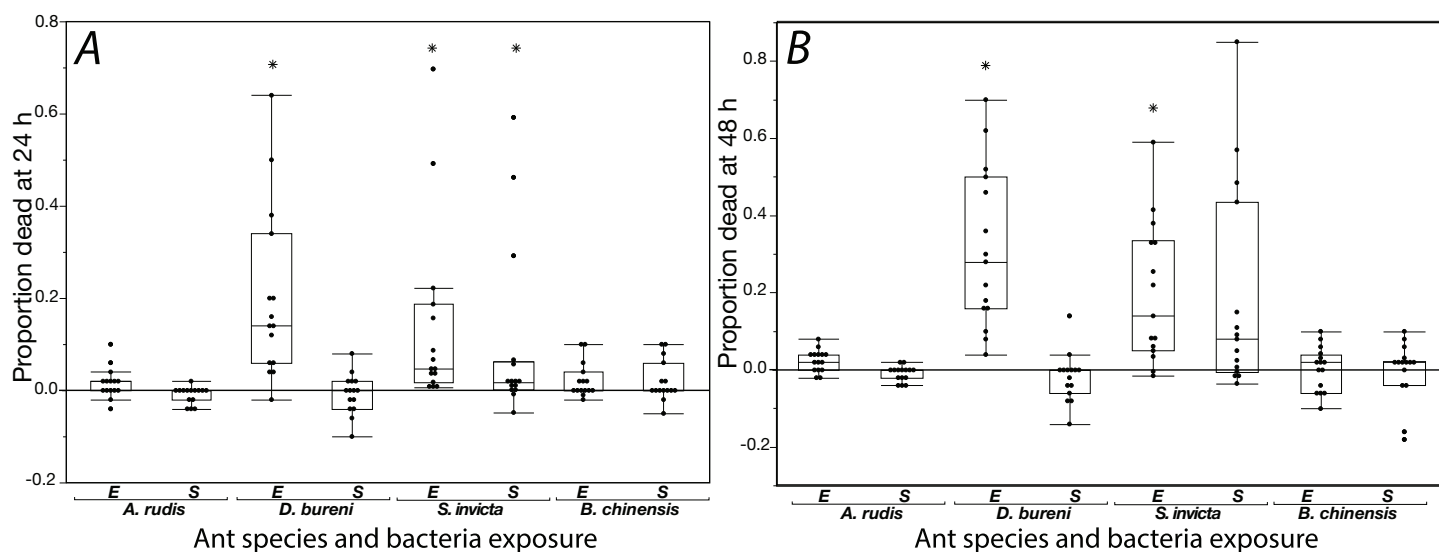 A
Proportion dead at 24 h
0.8
0.6
0.4
0.2
0.0
-0.2
*
*
*
E S E S E S E S
A. rudis D. bureni S. invicta B. chinensis
Ant species and bacteria exposure
B
Proportion dead at 48 h
0.8
0.6
0.4
0.2
0.0
-0.2
*
*
E S E S E S E S
A. rudis D. bureni S. invicta B. chinensis
Ant species and bacteria exposure